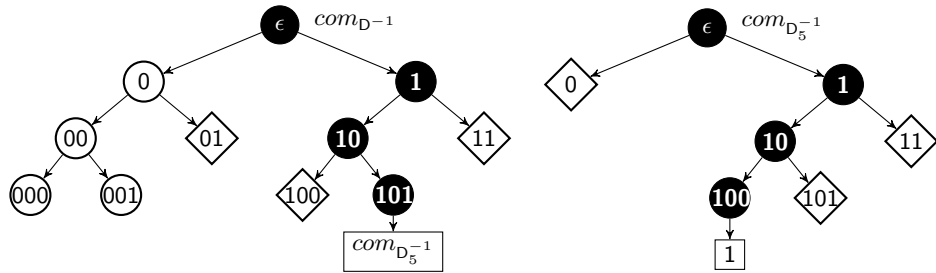 ϵ com_{D^{-1}} ϵ com_{D_5^{-1}}
0 1 0 1
00 01 10 11 10 11
000 001 100 101 100 101
com_{D_5^{-1}} 1